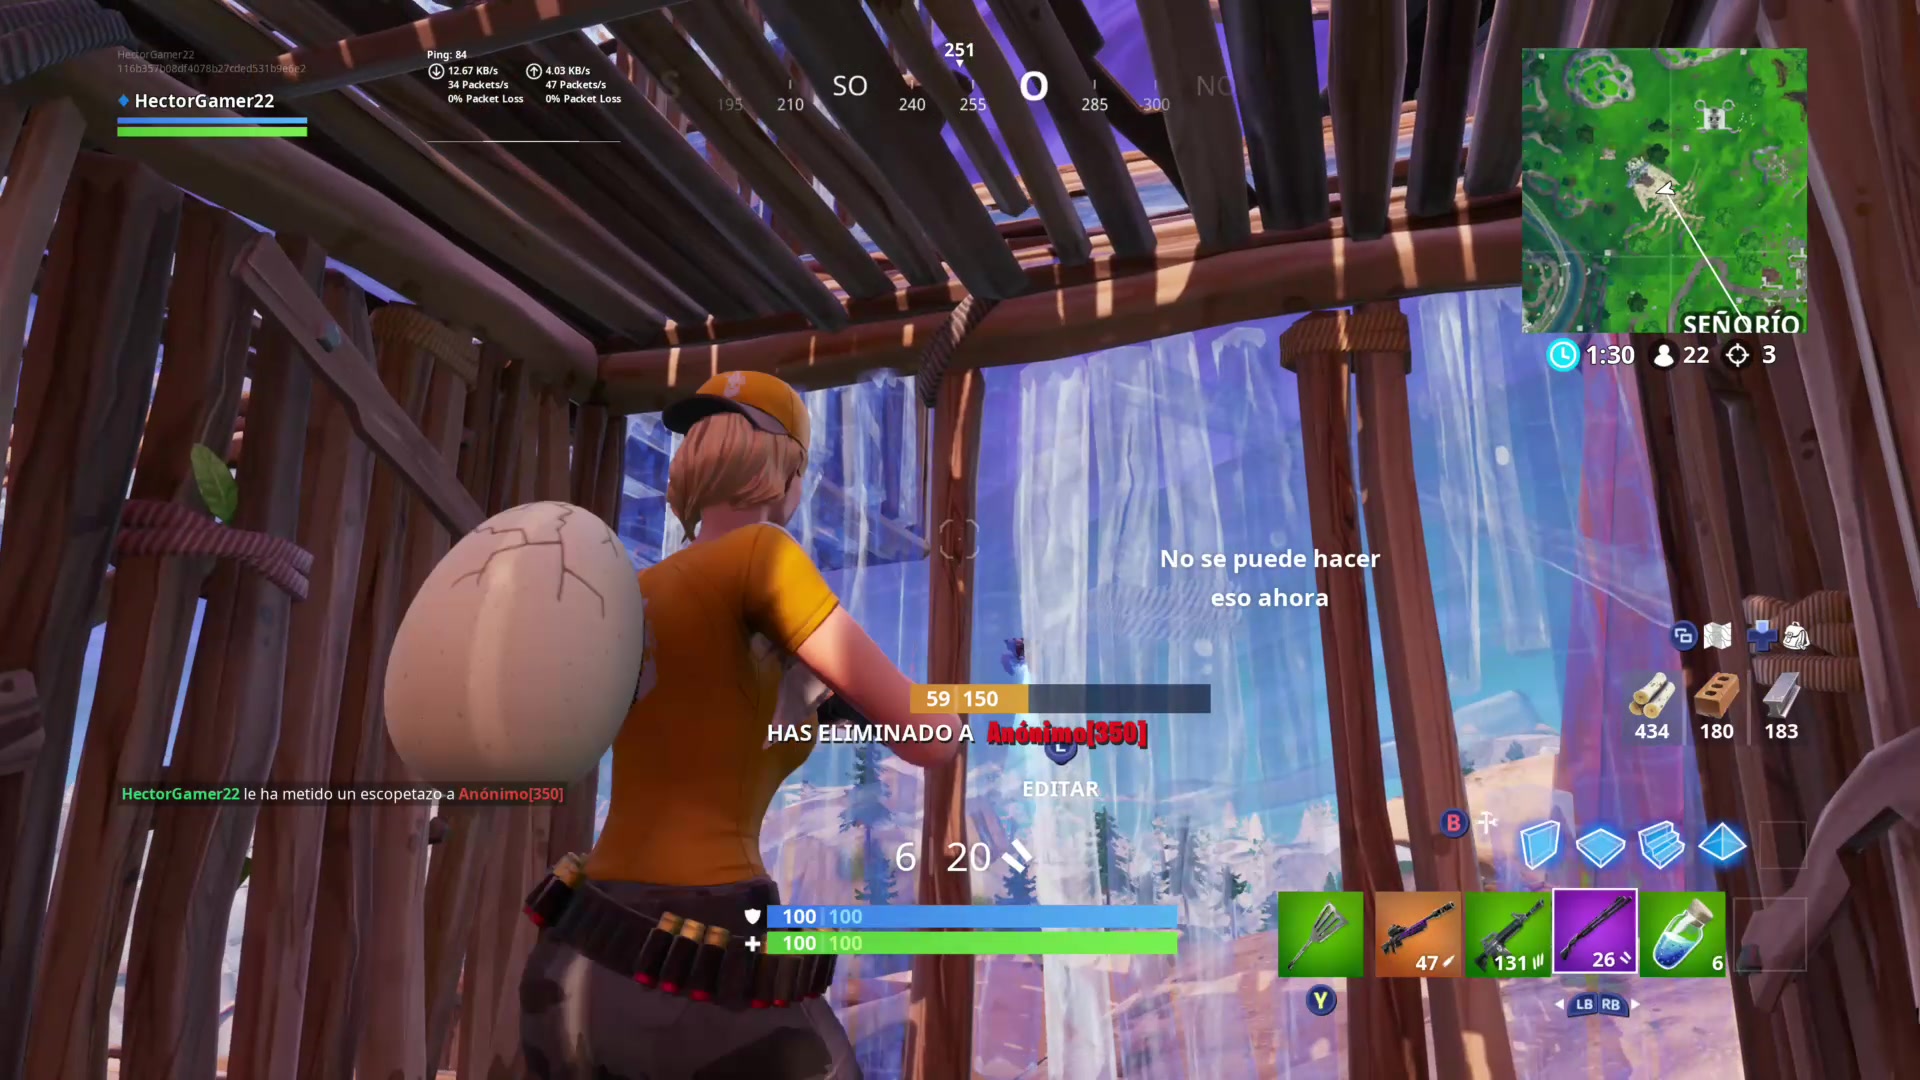 HectorGamer22
116b357b08df4078b27cded531b9e6e2
HectorGamer22
Ping: 84
12.67 KB/s 4.03 KB/s
34 Packets/s 47 Packets/s
0% Packet Loss 0% Packet Loss
251
S 195 210 SO 240 255 O 285 300 NO
SEÑORÍO
1:30 22 3
No se puede hacer
eso ahora
59 150
HAS ELIMINADO A Anónimo[350]
L
EDITAR
HectorGamer22 le ha metido un escopetazo a Anónimo[350]
434 180 183
B
6 20
100 100
100 100
47 131 26 6
Y
LB RB